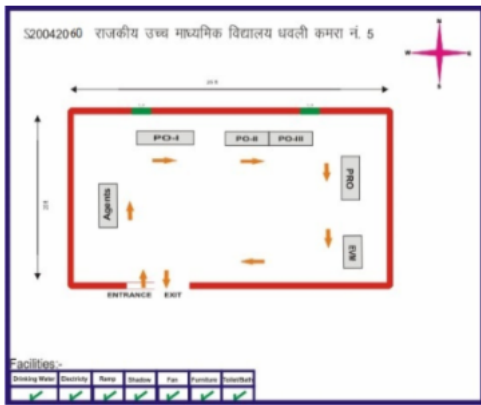 S20042060 राजकीय उच्च माध्यमिक विद्यालय धवली कमरा नं. 5
N
S
PO-I
PO-II
PO-III
PRO
Agents
EVM
ENTRANCE
EXIT
Facilities:-
Drinking Water
Electricty
Ramp
Shadow
Fan
Furniture
Toilet/Bath